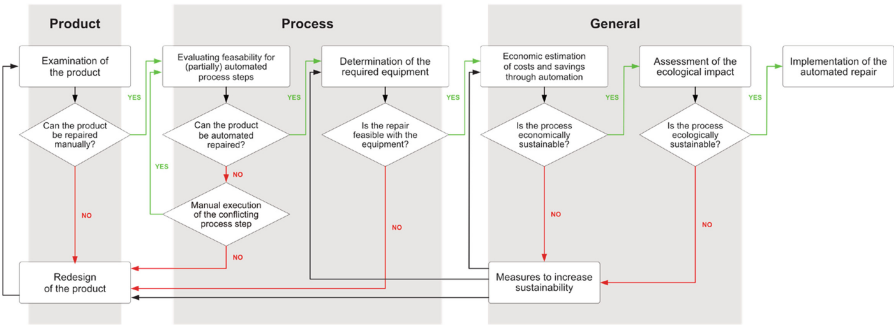 Product
Process
General
Examination of
the product
Evaluating feasability for
(partially) automated
process steps
Determination of the
required equipment
Economic estimation
of costs and savings
through automation
Assessment of the
ecological impact
Implementation of the
automated repair
YES
YES
YES
YES
YES
Can the product
be repaired
manually?
Can the product
be automated
repaired?
Is the repair
feasible with the
equipment?
Is the process
economically
sustainable?
Is the process
ecologically
sustainable?
YES
NO
Manual execution
of the conflicting
process step
NO
NO
NO
NO
NO
Redesign
of the product
Measures to increase
sustainability